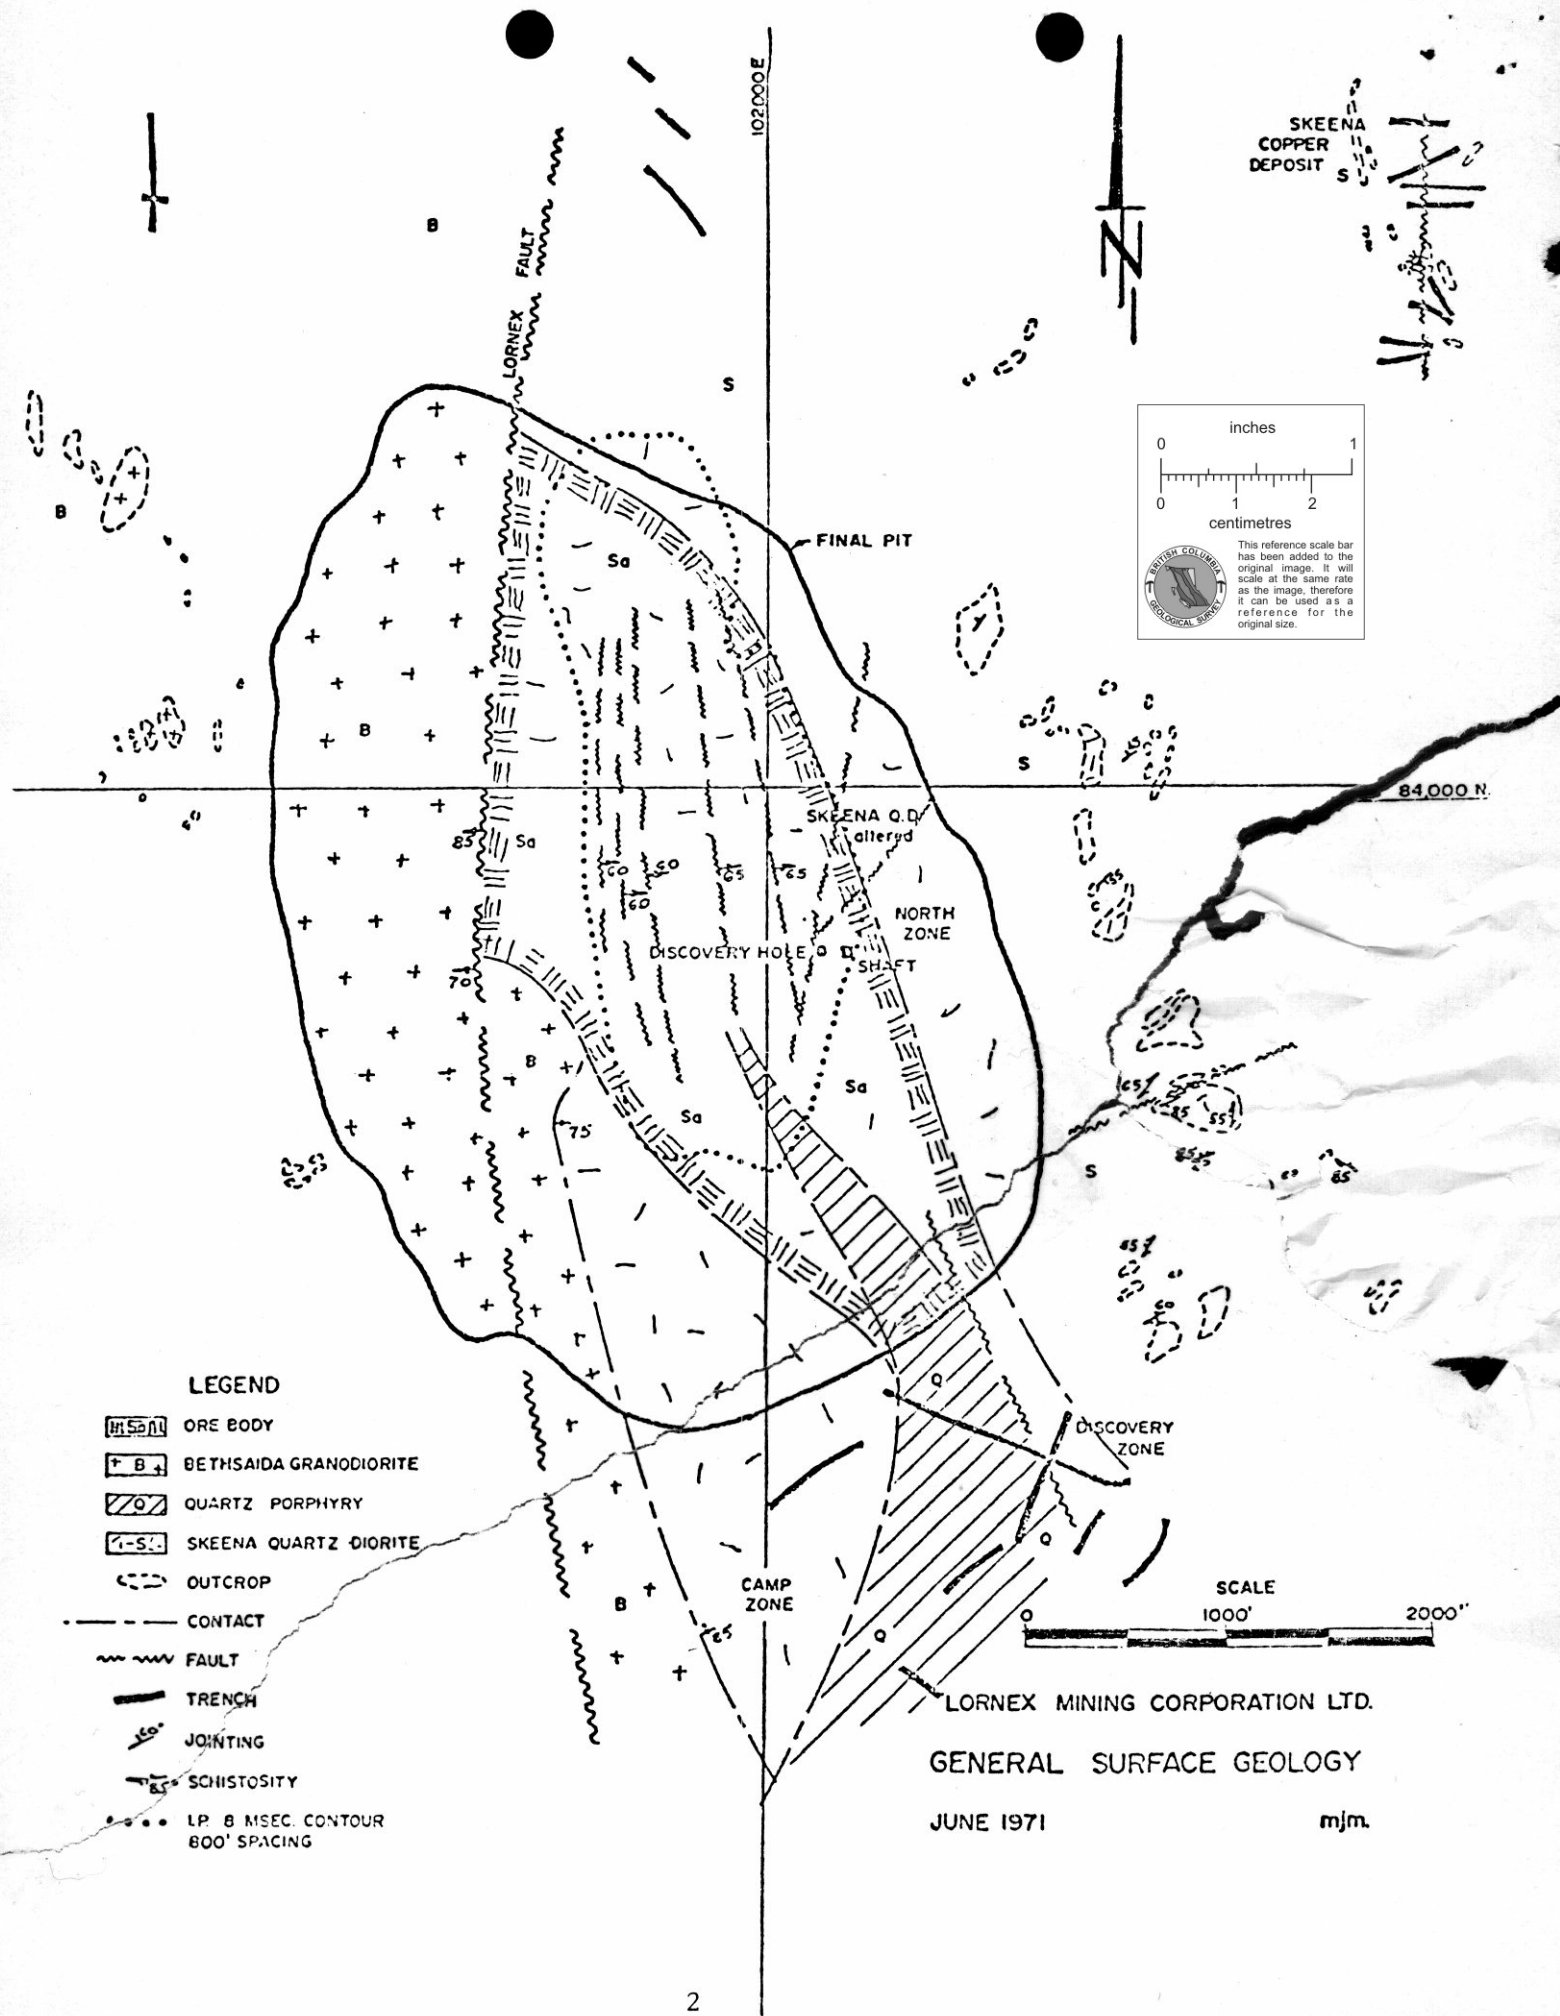 102000E
SKEENA
COPPER
DEPOSIT
S
B
LORNEX FAULT
S
inches
0 1
0 1 2
centimetres
BRITISH COLUMBIA
GEOLOGICAL SURVEY
This reference scale bar
has been added to the
original image. It will
scale at the same rate
as the image, therefore
it can be used as a
reference for the
original size.
B
FINAL PIT
Sa
B
S
84,000 N.
SKEENA Q.D.
altered
85
Sa
60
60
65
65
60
55
NORTH
ZONE
DISCOVERY HOLE
SHAFT
70
B
Sa
65
85
55
Sa
75
85
S
85
65
60
Q
LEGEND
ORE BODY
B BETHSAIDA GRANODIORITE
Q QUARTZ PORPHYRY
S SKEENA QUARTZ DIORITE
OUTCROP
CONTACT
FAULT
TRENCH
60° JOINTING
85 SCHISTOSITY
I.P. 8 MSEC. CONTOUR
800' SPACING
DISCOVERY
ZONE
Q
CAMP
ZONE
B
85
Q
SCALE
0 1000' 2000'
LORNEX MINING CORPORATION LTD.
GENERAL SURFACE GEOLOGY
JUNE 1971 mjm.
2